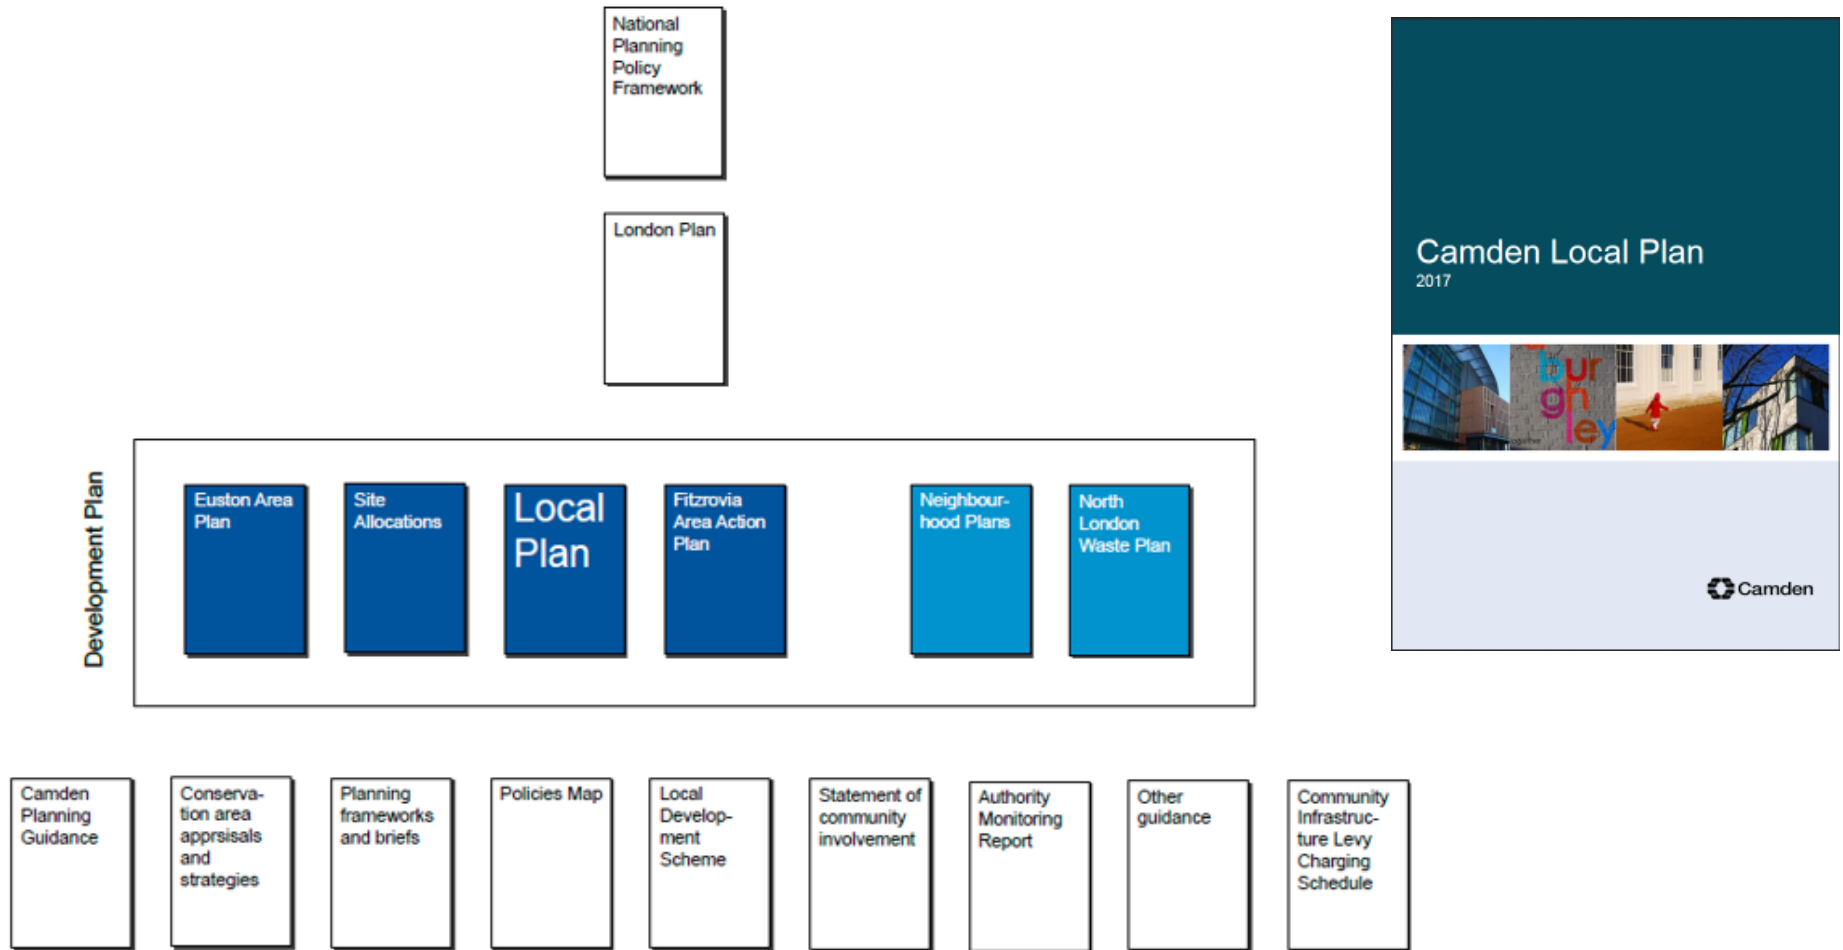 National
Planning
Policy
Framework
London Plan
Development Plan
Euston Area
Plan
Site
Allocations
Local
Plan
Fitzrovia
Area Action
Plan
Neighbour-
hood Plans
North
London
Waste Plan
Camden
Planning
Guidance
Conserva-
tion area
apprsisals
and
strategies
Planning
frameworks
and briefs
Policies Map
Local
Develop-
ment
Scheme
Statement of
community
involvement
Authority
Monitoring
Report
Other
guidance
Community
Infrastruc-
ture Levy
Charging
Schedule
Camden Local Plan
2017
bur
gh
ley
Camden